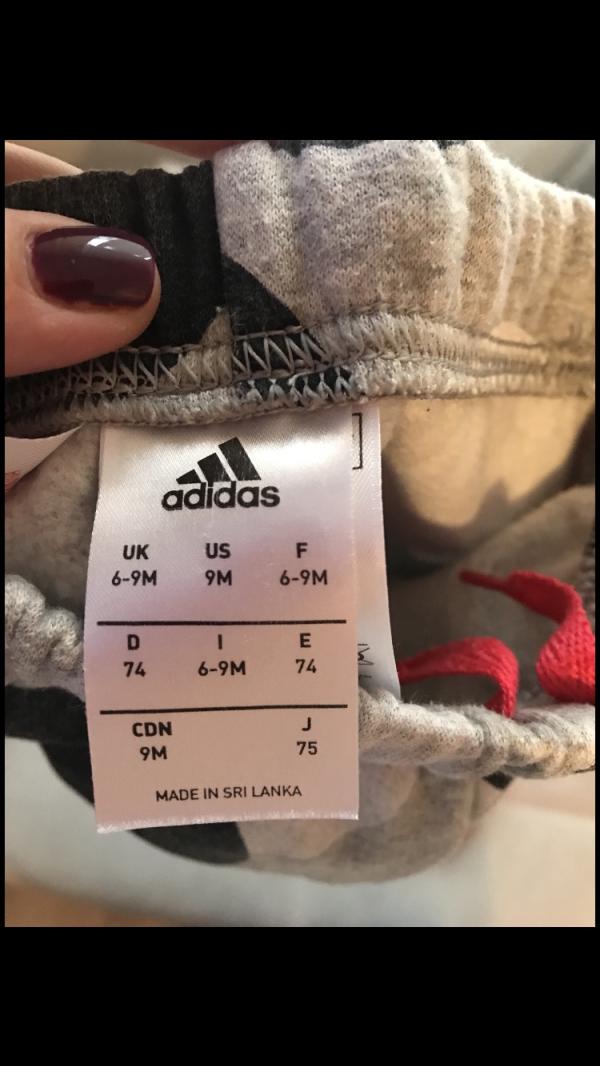 adidas
UK US F
6-9M 9M 6-9M
D I E
74 6-9M 74
CDN J
9M 75
MADE IN SRI LANKA